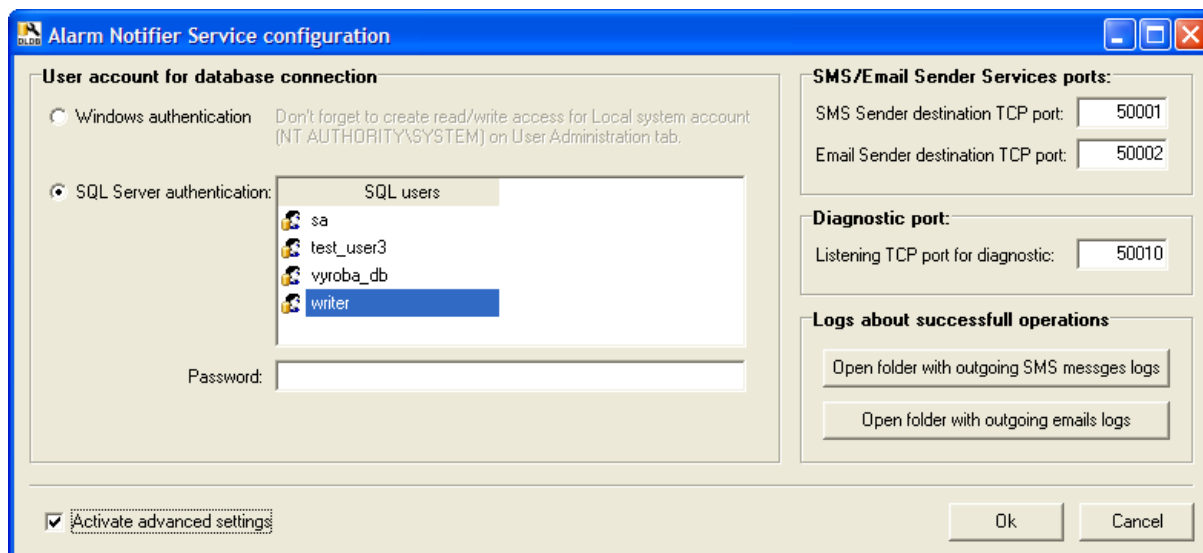 Alarm Notifier Service configuration
User account for database connection
Windows authentication
Don't forget to create read/write access for Local system account
(NT AUTHORITY\SYSTEM) on User Administration tab.
SQL Server authentication:
SQL users
sa
test_user3
vyroba_db
writer
Password:
SMS/Email Sender Services ports:
SMS Sender destination TCP port: 50001
Email Sender destination TCP port: 50002
Diagnostic port:
Listening TCP port for diagnostic: 50010
Logs about successfull operations
Open folder with outgoing SMS messges logs
Open folder with outgoing emails logs
Activate advanced settings
Ok
Cancel